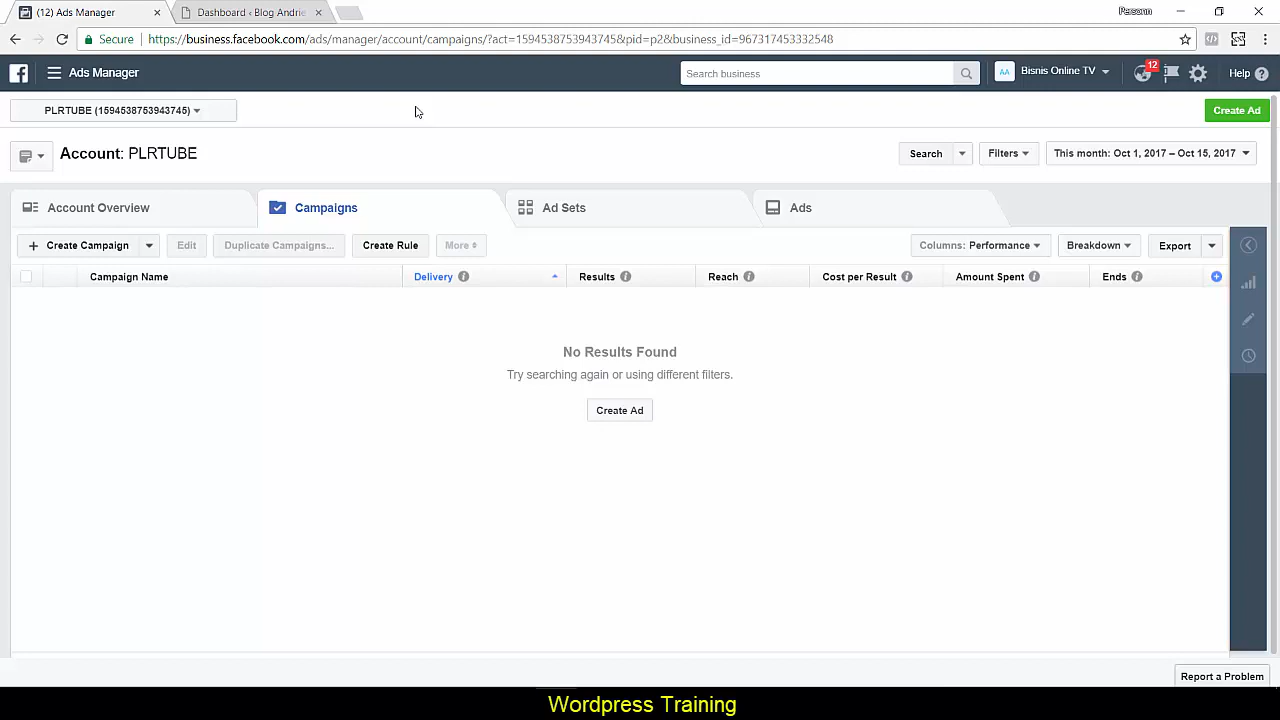 (12) Ads Manager
Dashboard ‹ Blog Andrie
Personn
Secure
https://business.facebook.com/ads/manager/account/campaigns/?act=1594538753943745&pid=p2&business_id=967317453332548
Ads Manager
Search business
AA
Bisnis Online TV
12
Help
PLRTUBE (1594538753943745)
Create Ad
Account: PLRTUBE
Search
Filters
This month: Oct 1, 2017 – Oct 15, 2017
Account Overview
Campaigns
Ad Sets
Ads
+ Create Campaign
Edit
Duplicate Campaigns...
Create Rule
More
Columns: Performance
Breakdown
Export
Campaign Name
Delivery
Results
Reach
Cost per Result
Amount Spent
Ends
No Results Found
Try searching again or using different filters.
Create Ad
Report a Problem
Wordpress Training